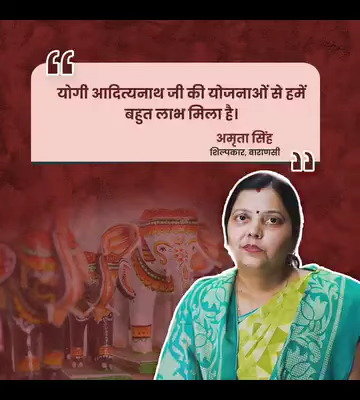 योगी आदित्यनाथ जी की योजनाओं से हमें
बहुत लाभ मिला है।
अमृता सिंह
शिल्पकार, वाराणसी